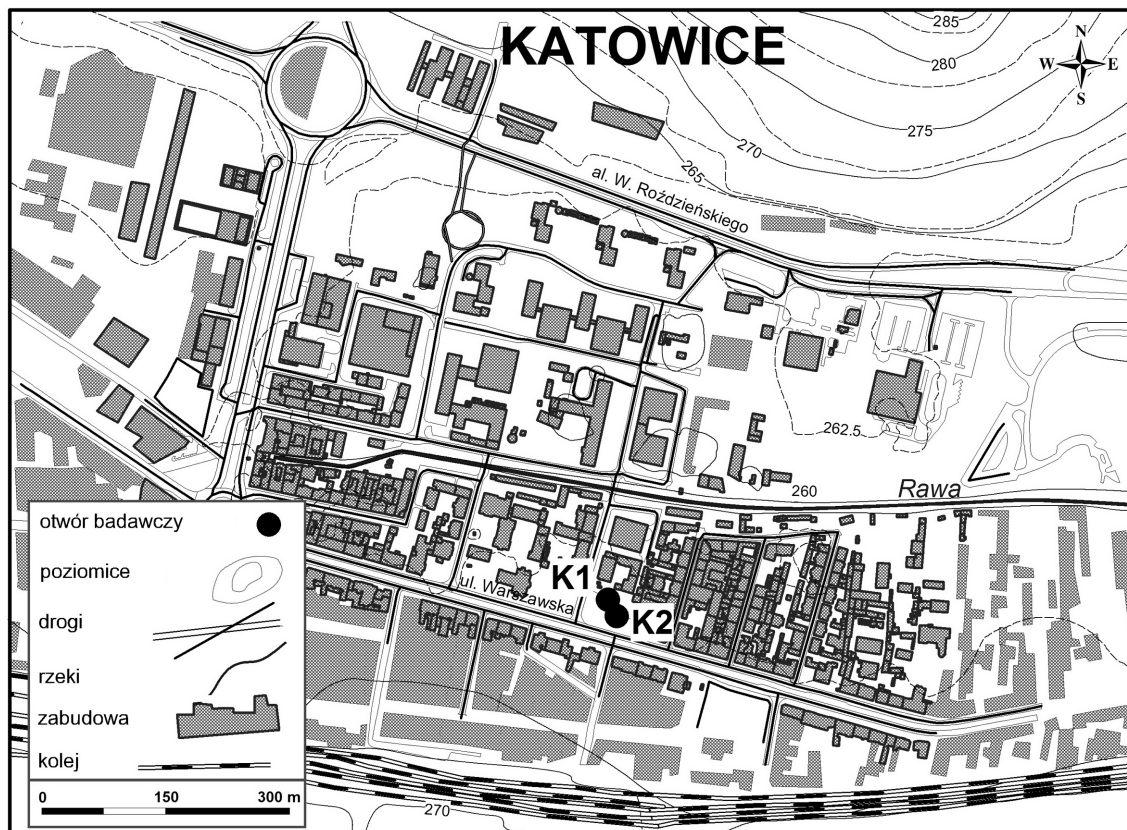 KATOWICE
N
W E
S
285
280
275
270
265
al. W. Roździeńskiego
262.5
260
Rawa
K1
K2
ul. Warszawska
270
otwór badawczy
poziomice
drogi
rzeki
zabudowa
kolej
0 150 300 m